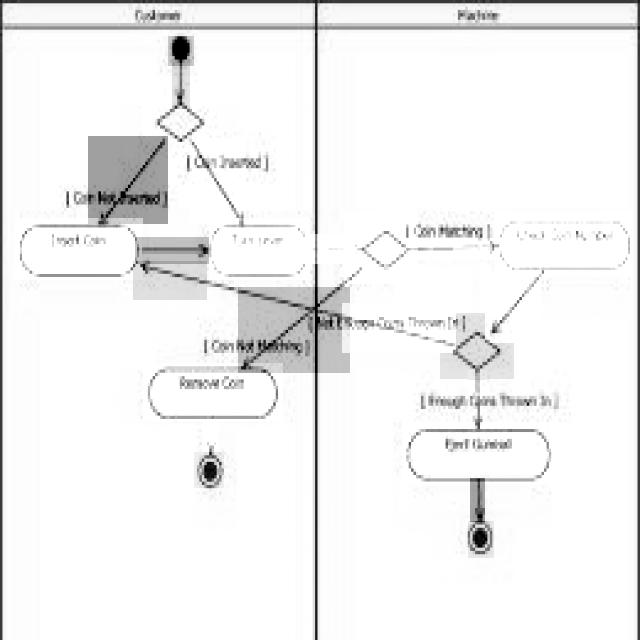 Customer
Machine
[ Coin Inserted ]
[ Coin Not Inserted ]
Insert Coin
Turn Lever
[ Coin Matching ]
Check Coin Number
[ Not Enough Coins Thrown In ]
[ Coin Not Matching ]
Remove Coin
[ Enough Coins Thrown In ]
Eject Gumball